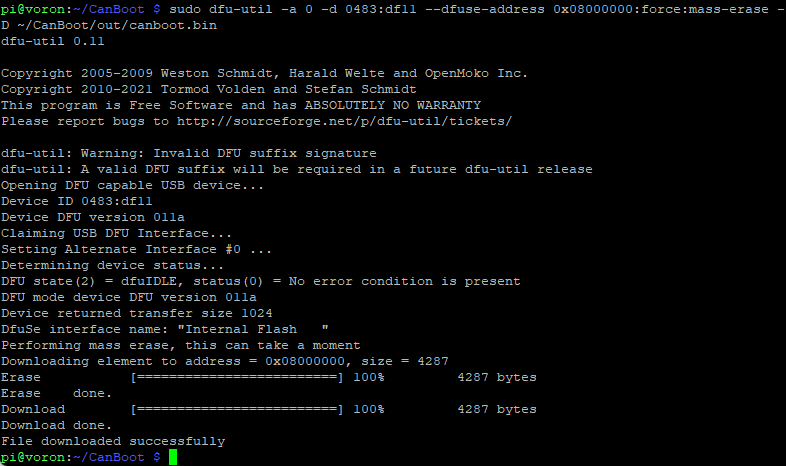 pi@voron:~/CanBoot $ sudo dfu-util -a 0 -d 0483:df11 --dfuse-address 0x08000000:force:mass-erase -
D ~/CanBoot/out/canboot.bin
dfu-util 0.11
Copyright 2005-2009 Weston Schmidt, Harald Welte and OpenMoko Inc.
Copyright 2010-2021 Tormod Volden and Stefan Schmidt
This program is Free Software and has ABSOLUTELY NO WARRANTY
Please report bugs to http://sourceforge.net/p/dfu-util/tickets/
dfu-util: Warning: Invalid DFU suffix signature
dfu-util: A valid DFU suffix will be required in a future dfu-util release
Opening DFU capable USB device...
Device ID 0483:df11
Device DFU version 011a
Claiming USB DFU Interface...
Setting Alternate Interface #0 ...
Determining device status...
DFU state(2) = dfuIDLE, status(0) = No error condition is present
DFU mode device DFU version 011a
Device returned transfer size 1024
DfuSe interface name: "Internal Flash   "
Performing mass erase, this can take a moment
Downloading element to address = 0x08000000, size = 4287
Erase           [=========================] 100%         4287 bytes
Erase    done.
Download        [=========================] 100%         4287 bytes
Download done.
File downloaded successfully
pi@voron:~/CanBoot $